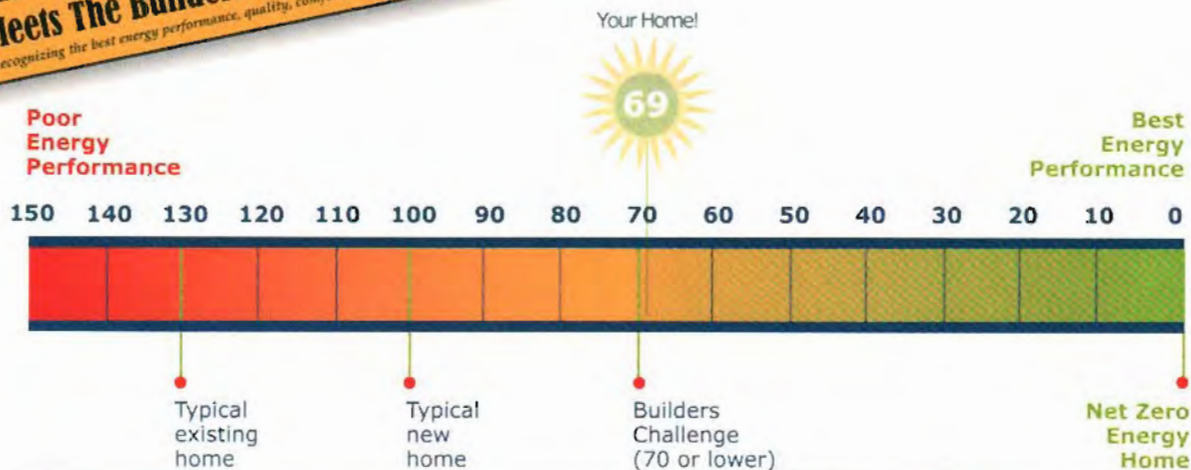 Meets The
ecognizing the best energy performance, quality,
Your Home!
69
Poor
Energy
Performance
Best
Energy
Performance
150 140 130 120 110 100 90 80 70 60 50 40 30 20 10 0
Typical
existing
home
Typical
new
home
Builders
Challenge
(70 or lower)
Net Zero
Energy
Home